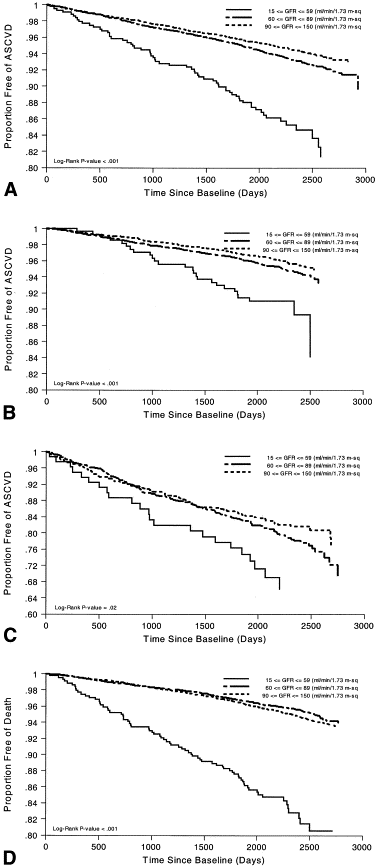 Proportion Free of ASCVD
1
.98
.96
.94
.92
.90
.88
.86
.84
.82
.80
15 <= GFR <= 59 (ml/min/1.73 m-sq
60 <= GFR <= 89 (ml/min/1.73 m-sq
90 <= GFR <= 150 (ml/min/1.73 m-sq
Log-Rank P-value < .001
0 500 1000 1500 2000 2500 3000
Time Since Baseline (Days)
A
Proportion Free of ASCVD
1
.98
.96
.94
.92
.90
.88
.86
.84
.82
.80
15 <= GFR <= 59 (ml/min/1.73 m-sq
60 <= GFR <= 89 (ml/min/1.73 m-sq
90 <= GFR <= 150 (ml/min/1.73 m-sq
Log-Rank P-value < .001
0 500 1000 1500 2000 2500 3000
Time Since Baseline (Days)
B
Proportion Free of ASCVD
1
.96
.92
.88
.84
.80
.76
.72
.68
.64
.60
15 <= GFR <= 59 (ml/min/1.73 m-sq
60 <= GFR <= 89 (ml/min/1.73 m-sq
90 <= GFR <= 150 (ml/min/1.73 m-sq
Log-Rank P-value = .02
0 500 1000 1500 2000 2500 3000
Time Since Baseline (Days)
C
Proportion Free of Death
1
.98
.96
.94
.92
.90
.88
.86
.84
.82
.80
15 <= GFR <= 59 (ml/min/1.73 m-sq
60 <= GFR <= 89 (ml/min/1.73 m-sq
90 <= GFR <= 150 (ml/min/1.73 m-sq
Log-Rank P-value < .001
0 500 1000 1500 2000 2500 3000
Time Since Baseline (Days)
D